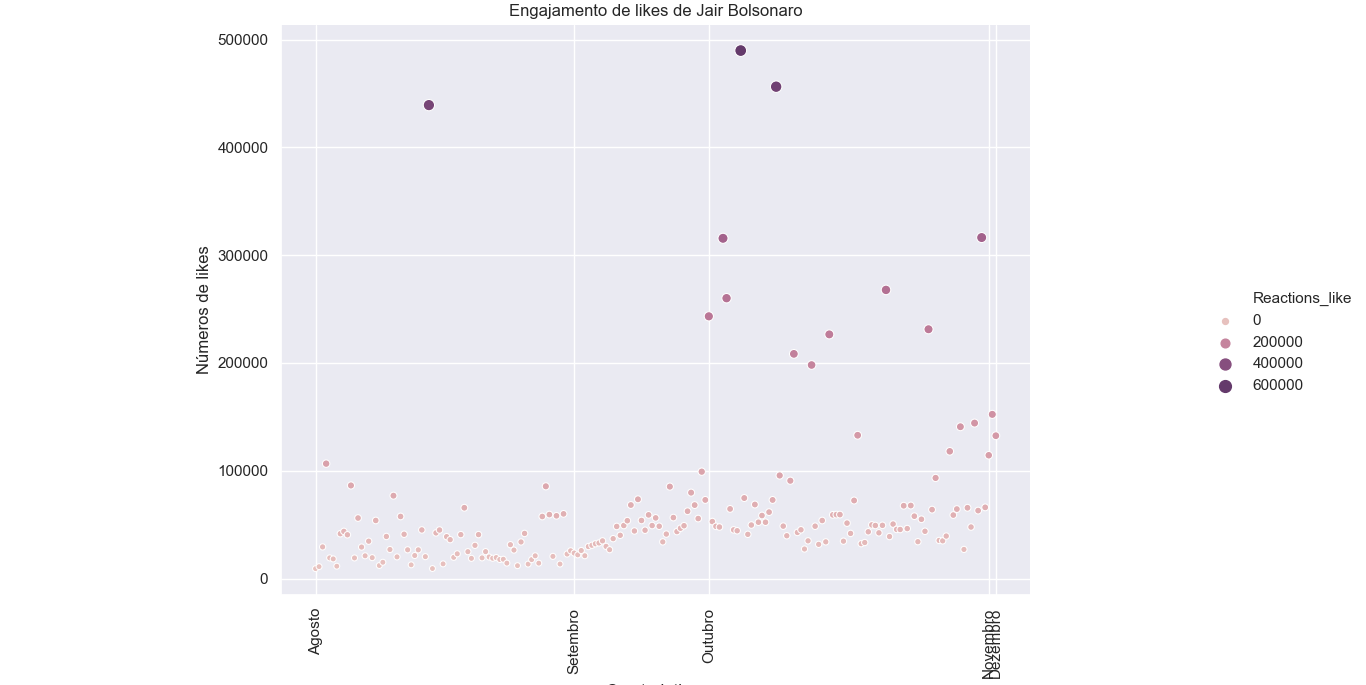 Engajamento de likes de Jair Bolsonaro
500000
400000
300000
200000
100000
0
Números de likes
Agosto
Setembro
Outubro
Novembro
Dezembro
Reactions_like
0
200000
400000
600000